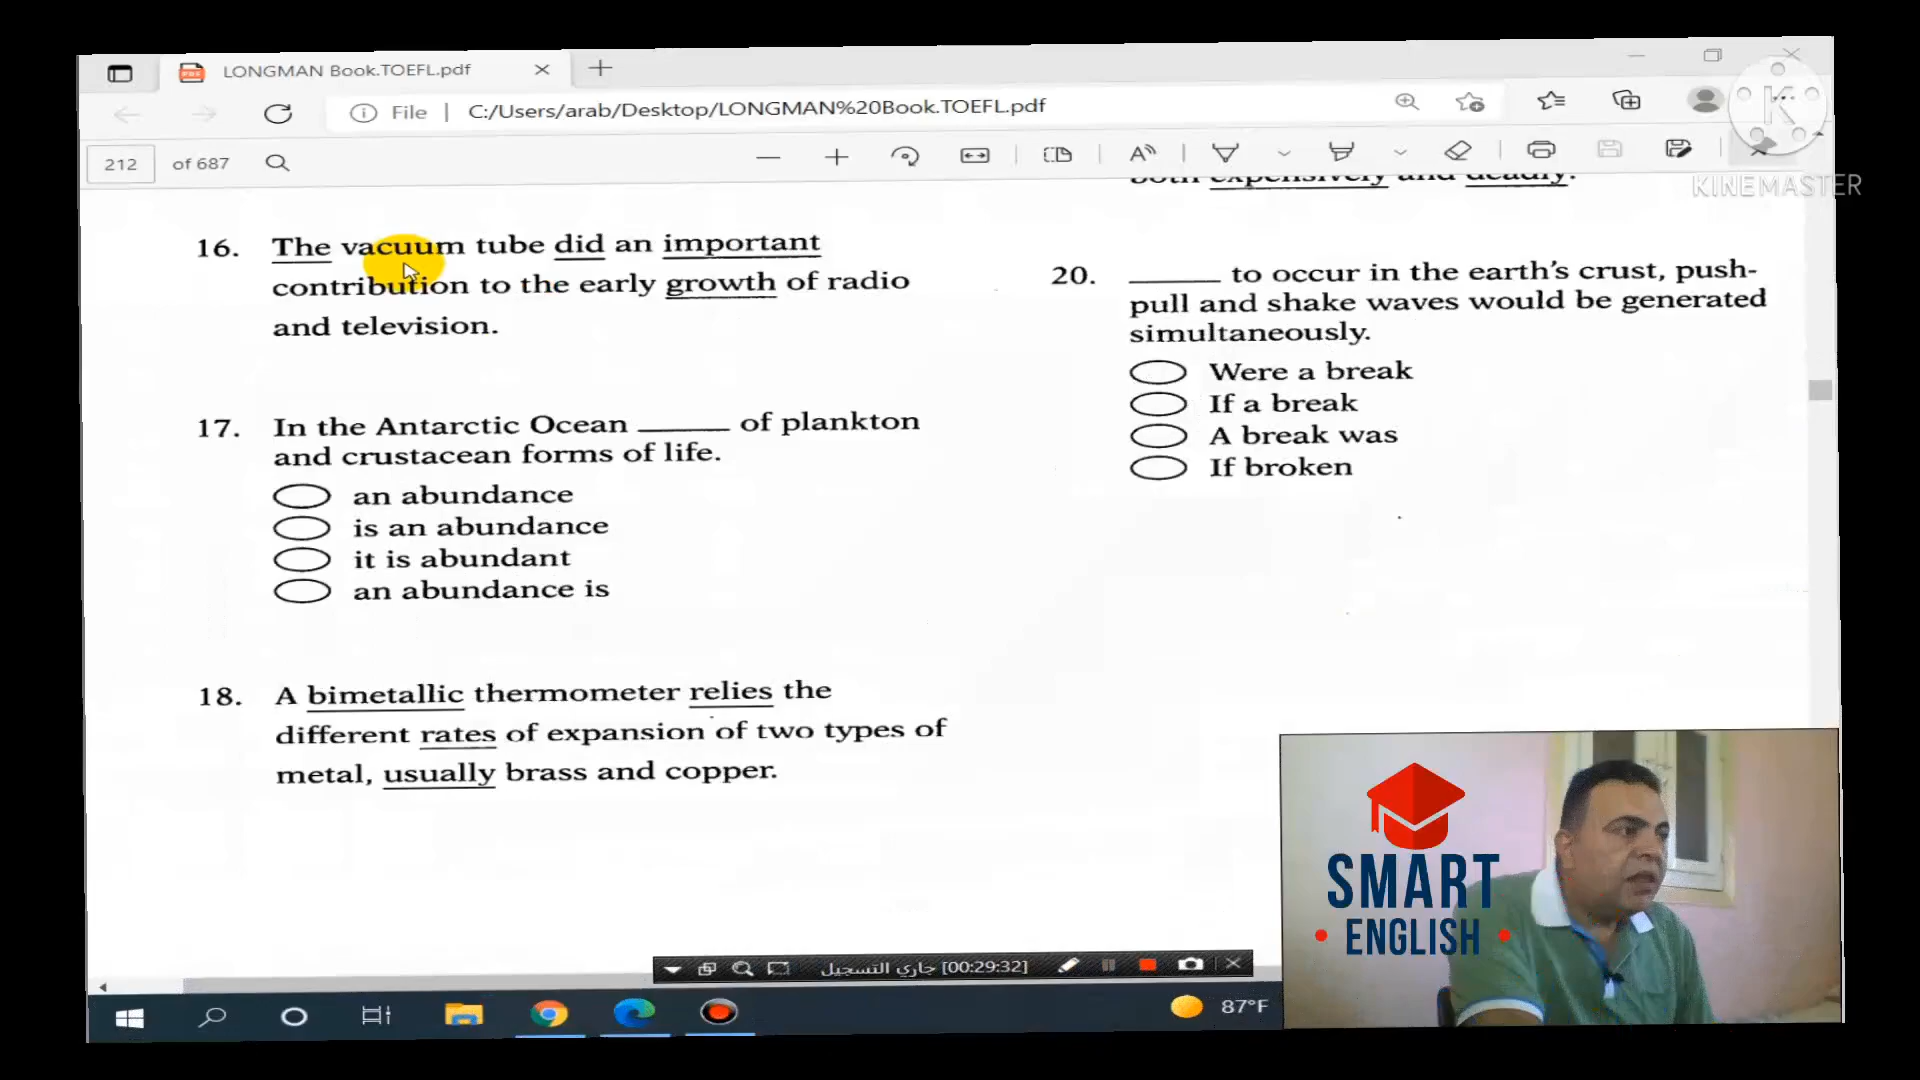 LONGMAN Book.TOEFL.pdf
File | C:/Users/arab/Desktop/LONGMAN%20Book.TOEFL.pdf
212 of 687
KINEMASTER
both expensively and deadly.
16. The vacuum tube did an important
contribution to the early growth of radio
and television.
17. In the Antarctic Ocean _____ of plankton
and crustacean forms of life.
an abundance
is an abundance
it is abundant
an abundance is
18. A bimetallic thermometer relies the
different rates of expansion of two types of
metal, usually brass and copper.
20. _____ to occur in the earth's crust, push-
pull and shake waves would be generated
simultaneously.
Were a break
If a break
A break was
If broken
SMART
• ENGLISH •
جاري التسجيل [00:29:32]
87°F